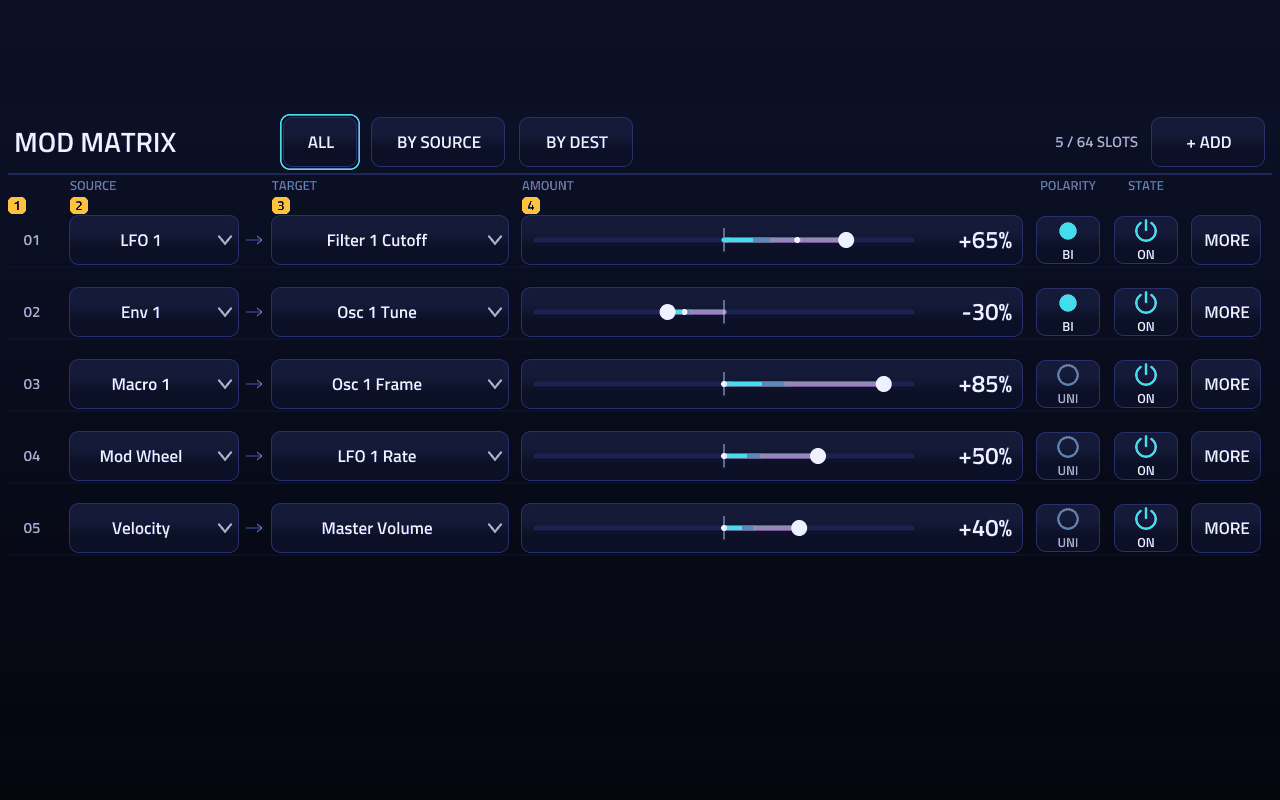 MOD MATRIX ALL BY SOURCE BY DEST 5 / 64 SLOTS + ADD
SOURCE TARGET AMOUNT POLARITY STATE
1 2 3 4
01 LFO 1 Filter 1 Cutoff +65% BI ON MORE
02 Env 1 Osc 1 Tune -30% BI ON MORE
03 Macro 1 Osc 1 Frame +85% UNI ON MORE
04 Mod Wheel LFO 1 Rate +50% UNI ON MORE
05 Velocity Master Volume +40% UNI ON MORE